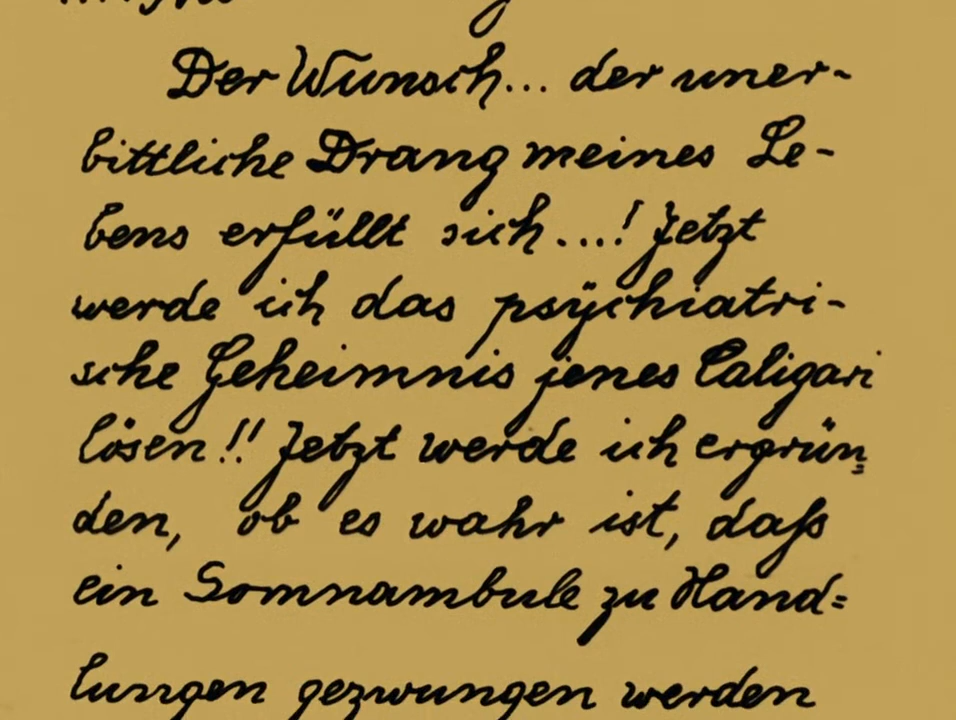 Der Wunsch... der uner-
bittliche Drang meines Le-
bens erfüllt sich....! Jetzt
werde ich das psÿchiatri-
sche Geheimnis jenes Caligari
lösen!! Jetzt werde ich ergrün=
den, ob es wahr ist, daß
ein Somnambule zu Hand=
lungen gezwungen werden